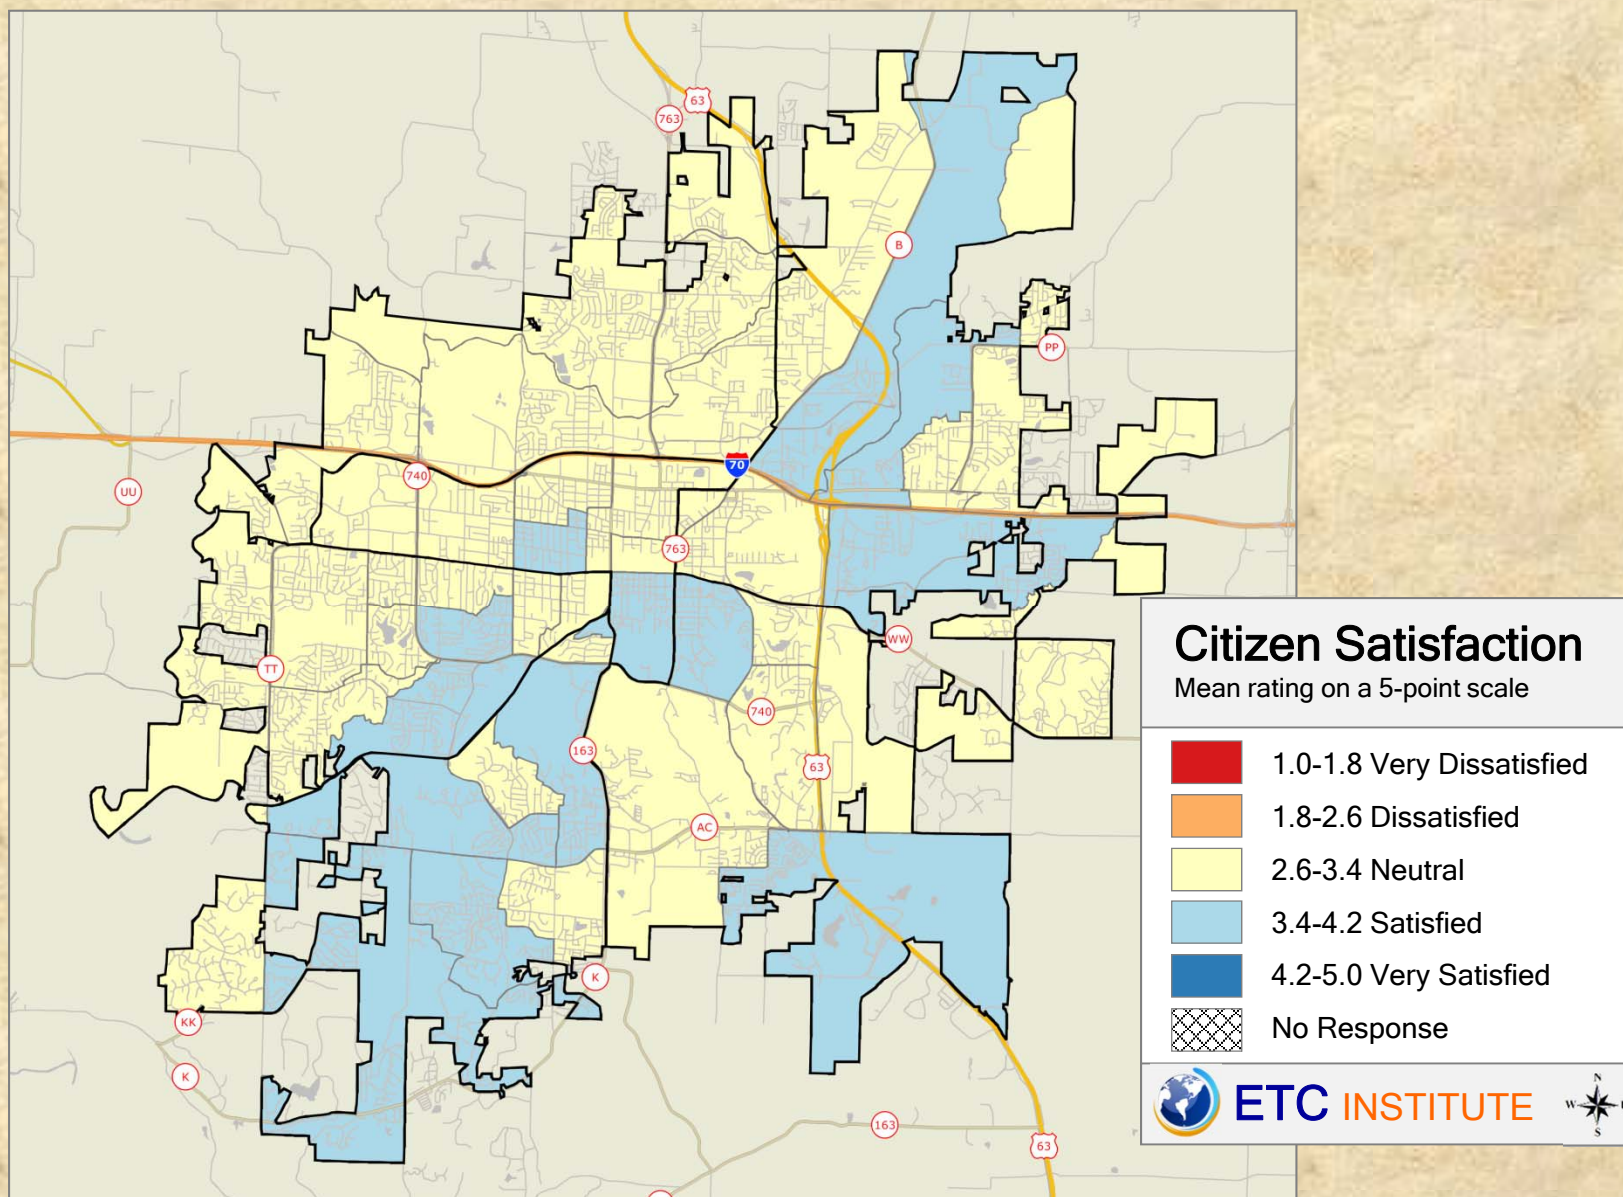 63
763
B
PP
70
740
UU
763
WW
TT
740
163
63
AC
K
KK
K
163
63
Citizen Satisfaction
Mean rating on a 5-point scale
1.0-1.8 Very Dissatisfied
1.8-2.6 Dissatisfied
2.6-3.4 Neutral
3.4-4.2 Satisfied
4.2-5.0 Very Satisfied
No Response
ETC INSTITUTE
N
W
S